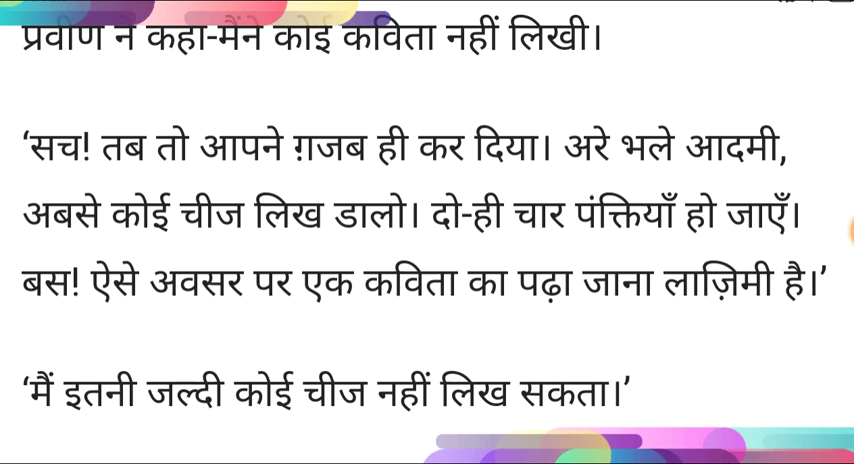 प्रवीण ने कहा-मैंने कोई कविता नहीं लिखी।
‘सच! तब तो आपने ग़जब ही कर दिया। अरे भले आदमी,
अबसे कोई चीज लिख डालो। दो-ही चार पंक्तियाँ हो जाएँ।
बस! ऐसे अवसर पर एक कविता का पढ़ा जाना लाज़िमी है।’
‘मैं इतनी जल्दी कोई चीज नहीं लिख सकता।’